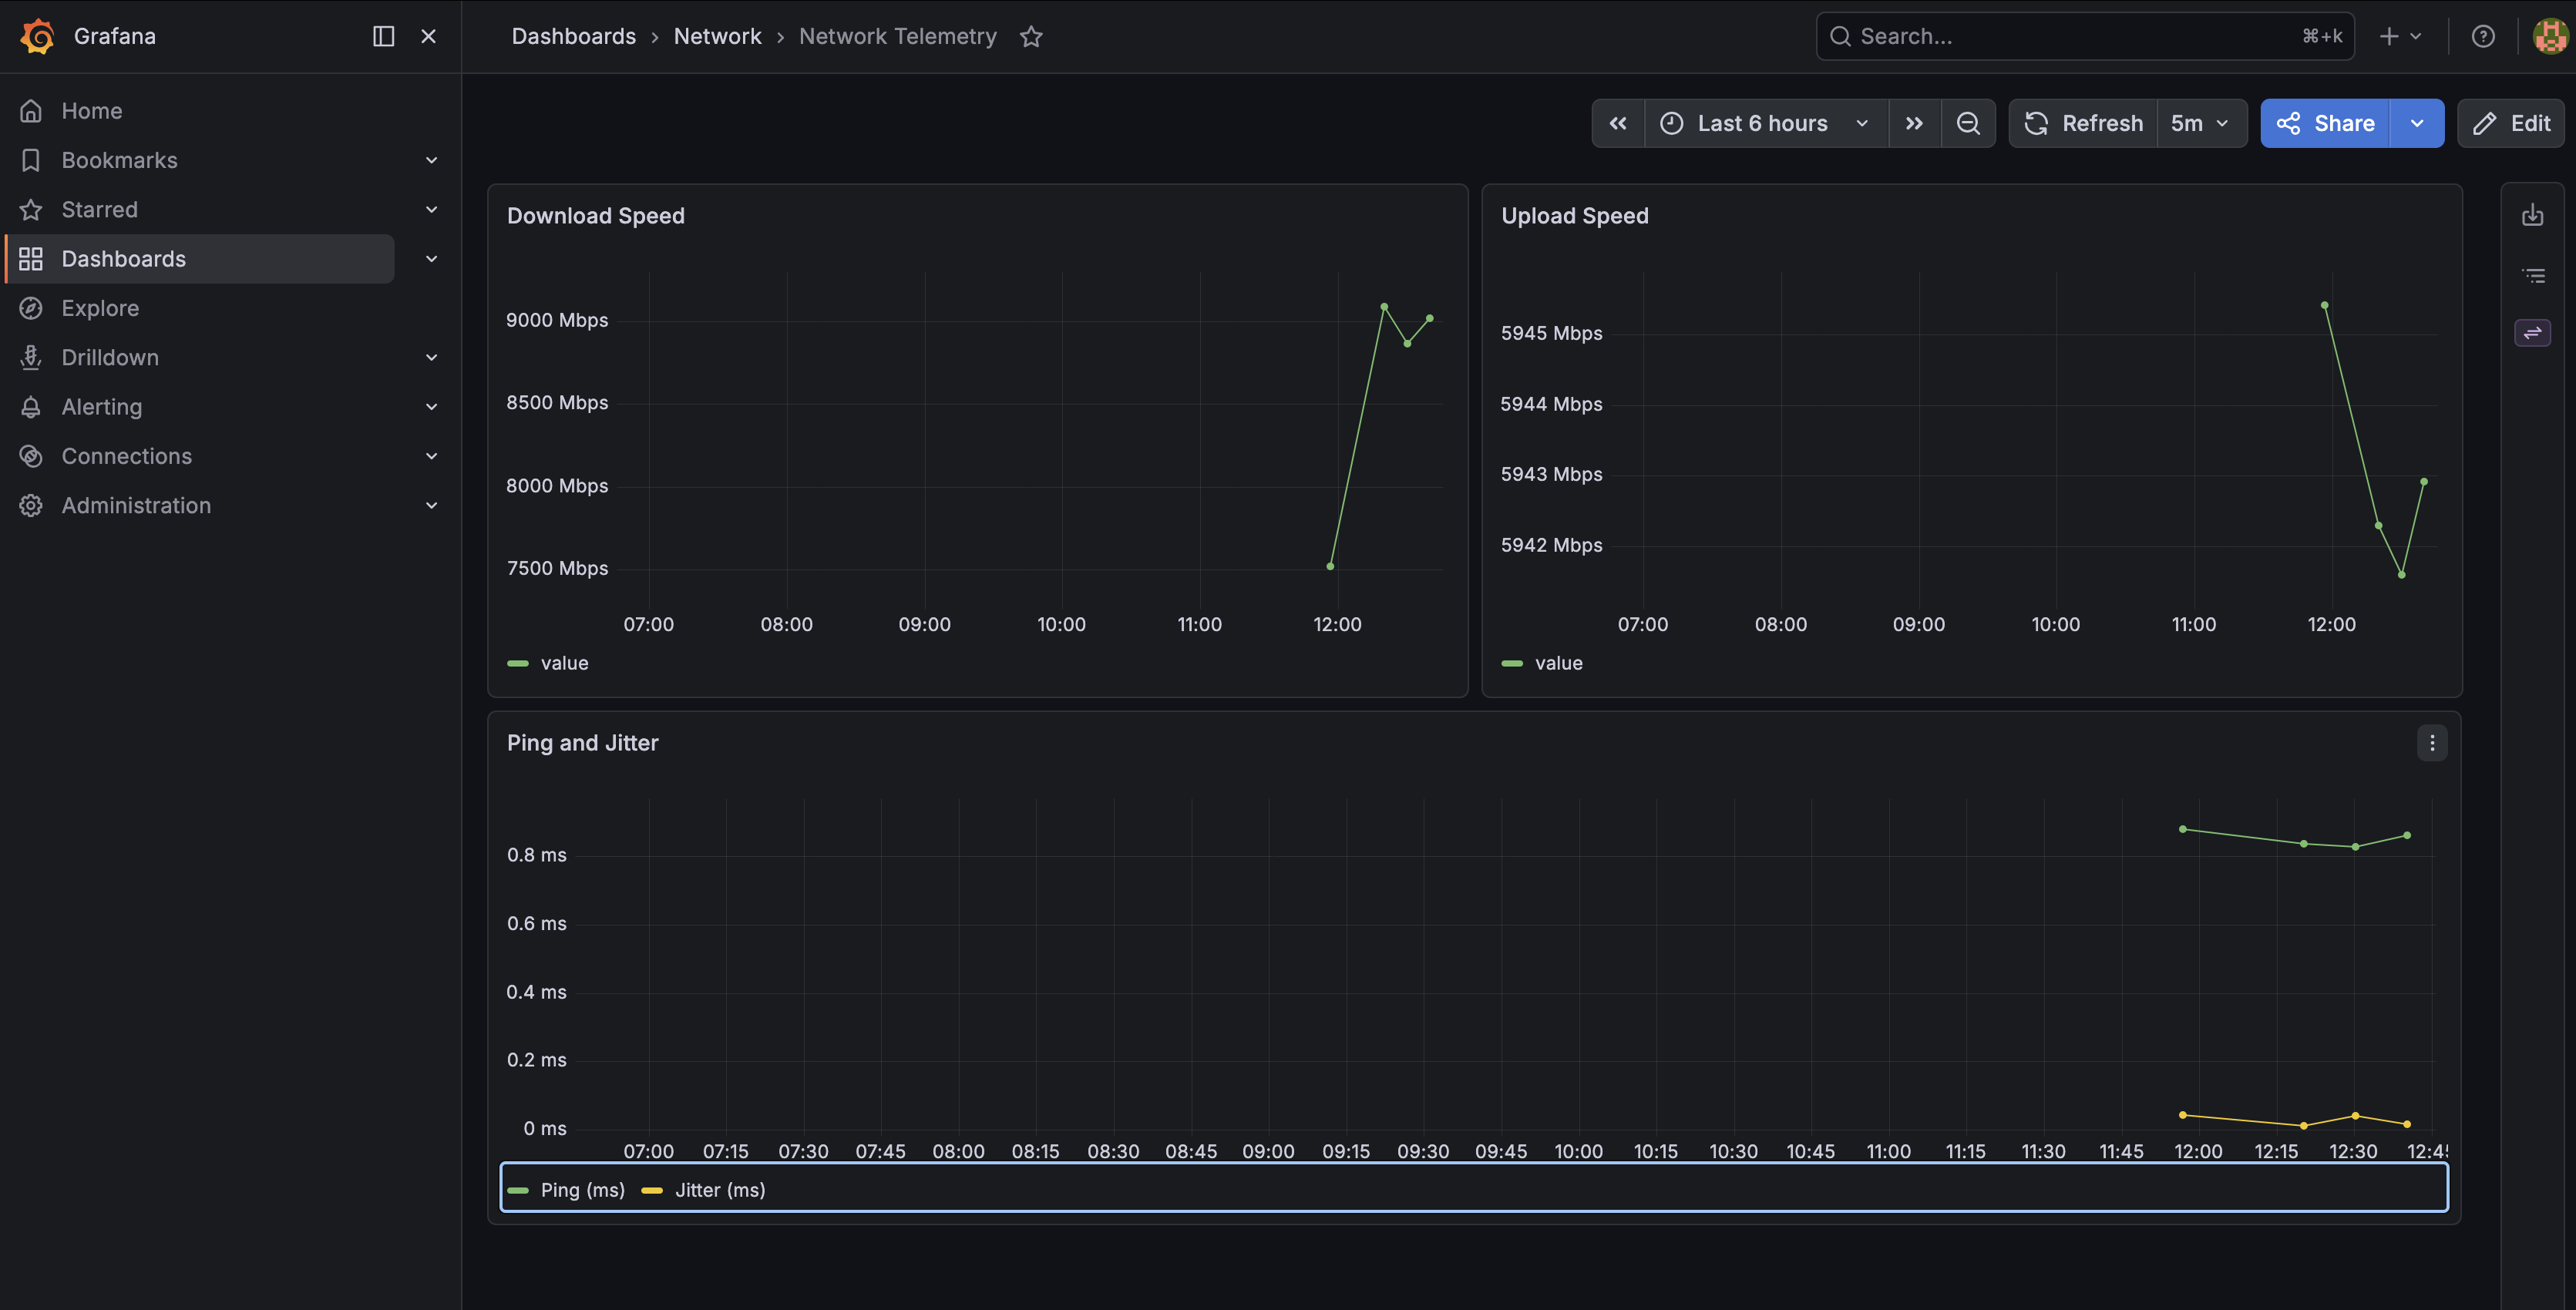 Grafana
Dashboards › Network › Network Telemetry
Search... ⌘+k
Home
Bookmarks
Starred
Dashboards
Explore
Drilldown
Alerting
Connections
Administration
Last 6 hours
Refresh 5m
Share
Edit
Download Speed
9000 Mbps
8500 Mbps
8000 Mbps
7500 Mbps
07:00 08:00 09:00 10:00 11:00 12:00
value
Upload Speed
5945 Mbps
5944 Mbps
5943 Mbps
5942 Mbps
07:00 08:00 09:00 10:00 11:00 12:00
value
Ping and Jitter
0.8 ms
0.6 ms
0.4 ms
0.2 ms
0 ms
07:00 07:15 07:30 07:45 08:00 08:15 08:30 08:45 09:00 09:15 09:30 09:45 10:00 10:15 10:30 10:45 11:00 11:15 11:30 11:45 12:00 12:15 12:30
Ping (ms) Jitter (ms)